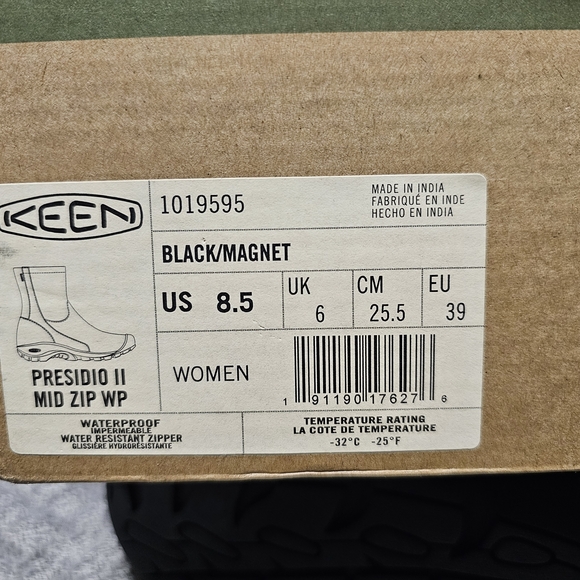 KEEN
PRESIDIO II
MID ZIP WP
1019595
MADE IN INDIA
FABRIQUÉ EN INDE
HECHO EN INDIA
BLACK/MAGNET
US 8.5
UK 6
CM 25.5
EU 39
WOMEN
1 91190 17627 6
WATERPROOF
IMPERMEABLE
WATER RESISTANT ZIPPER
GLISSIÈRE HYDRORÉSISTANTE
TEMPERATURE RATING
LA COTE DE TEMPERATURE
-32°C -25°F